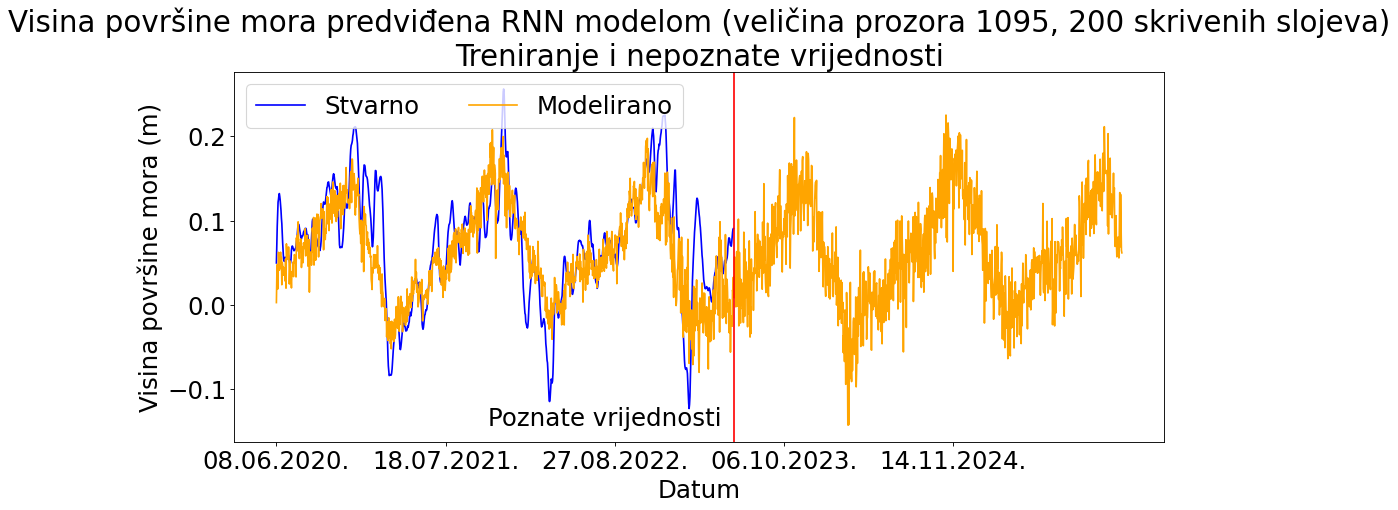 Visina površine mora predviđena RNN modelom (veličina prozora 1095, 200 skrivenih slojeva)
Treniranje i nepoznate vrijednosti
Stvarno Modelirano
Visina površine mora (m)
0.2
0.1
0.0
−0.1
Poznate vrijednosti
08.06.2020. 18.07.2021. 27.08.2022. 06.10.2023. 14.11.2024.
Datum